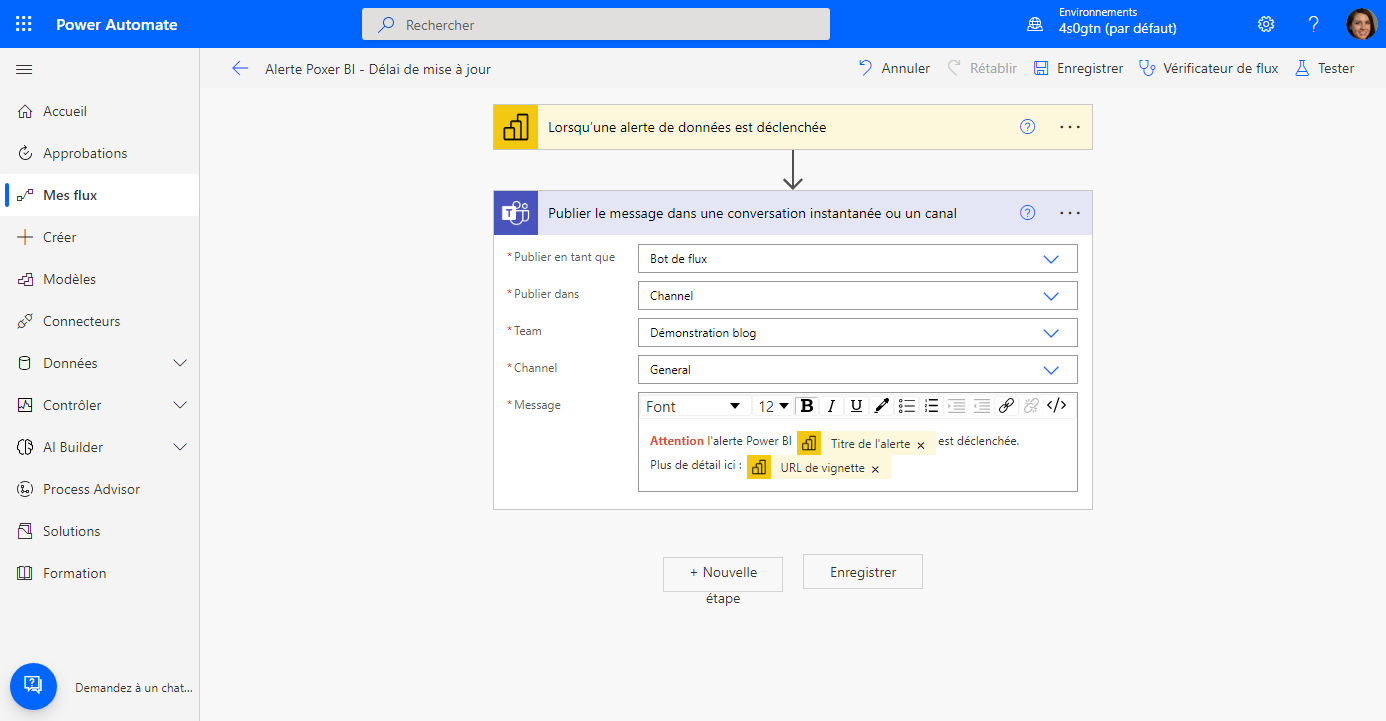 Power Automate
Rechercher
Environnements
4s0gtn (par défaut)
?
Alerte Poxer BI - Délai de mise à jour
Annuler
Rétablir
Enregistrer
Vérificateur de flux
Tester
Accueil
Approbations
Mes flux
Créer
Modèles
Connecteurs
Données
Contrôler
AI Builder
Process Advisor
Solutions
Formation
Demandez à un chat...
Lorsqu'une alerte de données est déclenchée
?
Publier le message dans une conversation instantanée ou un canal
?
*Publier en tant que
Bot de flux
*Publier dans
Channel
*Team
Démonstration blog
*Channel
General
*Message
Font 12 B I U </>
Attention l'alerte Power BI Titre de l'alerte × est déclenchée.
Plus de détail ici : URL de vignette ×
+ Nouvelle
étape
Enregistrer